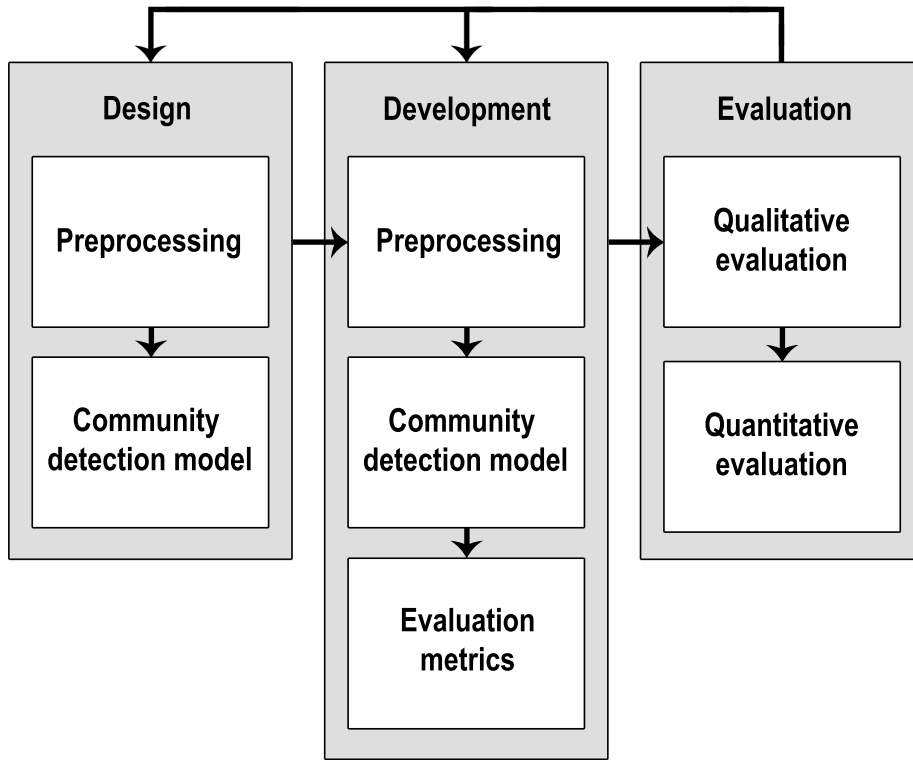 Design
Preprocessing
Community
detection model
Development
Preprocessing
Community
detection model
Evaluation
metrics
Evaluation
Qualitative
evaluation
Quantitative
evaluation